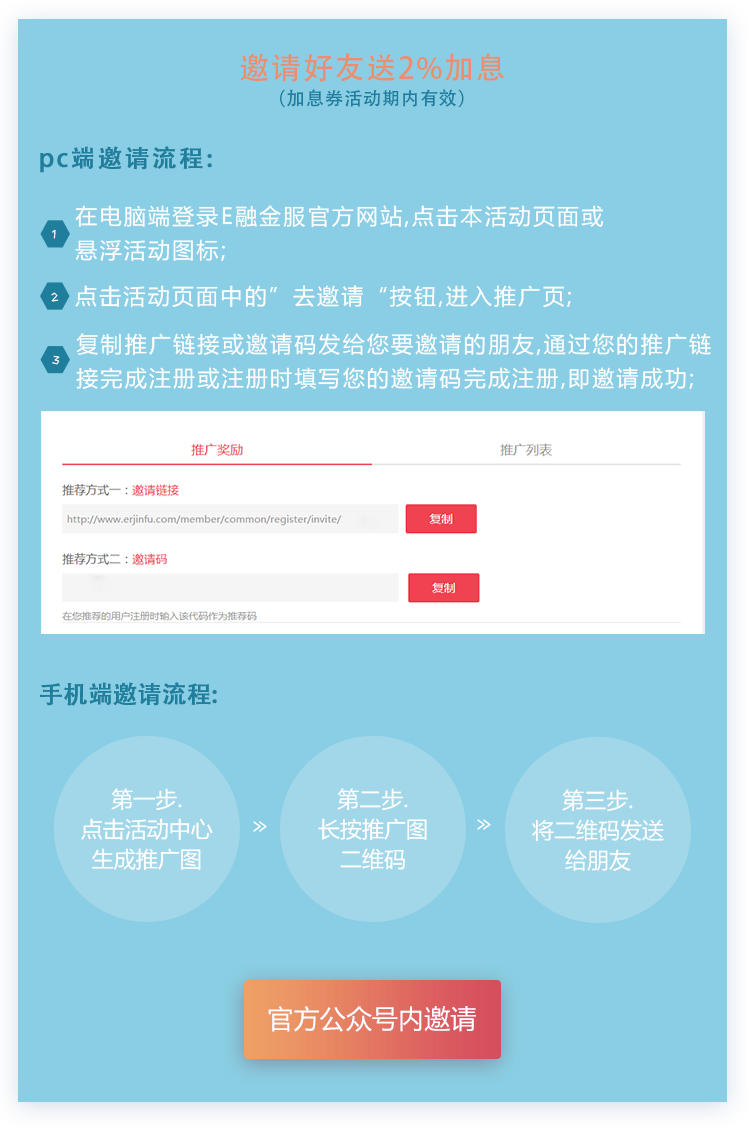 邀请好友送2%加息
(加息券活动期内有效)
pc端邀请流程:
1
在电脑端登录E融金服官方网站,点击本活动页面或
悬浮活动图标;
2
点击活动页面中的”去邀请“按钮,进入推广页;
3
复制推广链接或邀请码发给您要邀请的朋友,通过您的推广链
接完成注册或注册时填写您的邀请码完成注册,即邀请成功;
推广奖励
推广列表
推荐方式一：邀请链接
http://www.erjinfu.com/member/common/register/invite/
复制
推荐方式二：邀请码
复制
在您推荐的用户注册时输入该代码作为推荐码
手机端邀请流程:
第一步.
点击活动中心
生成推广图
»
第二步.
长按推广图
二维码
»
第三步.
将二维码发送
给朋友
官方公众号内邀请